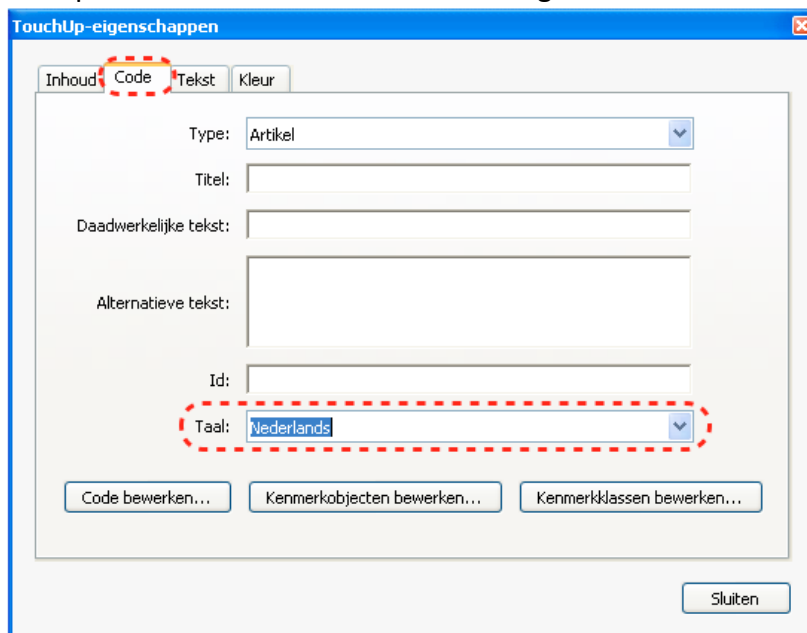 TouchUp-eigenschappen
Inhoud Code Tekst Kleur
Type: Artikel
Titel:
Daadwerkelijke tekst:
Alternatieve tekst:
Id:
Taal: Nederlands
Code bewerken... Kenmerkobjecten bewerken... Kenmerkklassen bewerken...
Sluiten